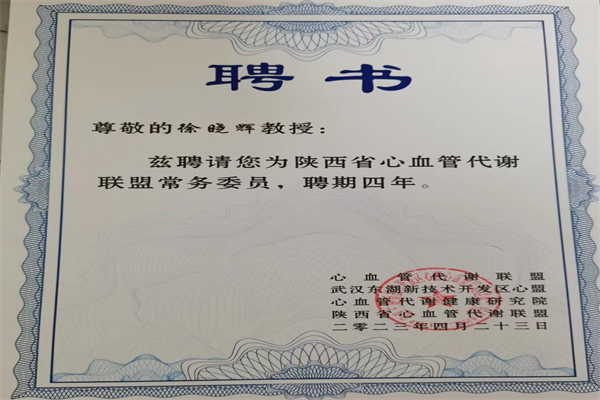 聘书
尊敬的徐晓辉教授：
兹聘请您为陕西省心血管代谢
联盟常务委员，聘期四年。
心血管代谢联盟
武汉东湖新技术开发区心盟
心血管代谢健康研究院
陕西省心血管代谢联盟
二零二三年四月二十三日